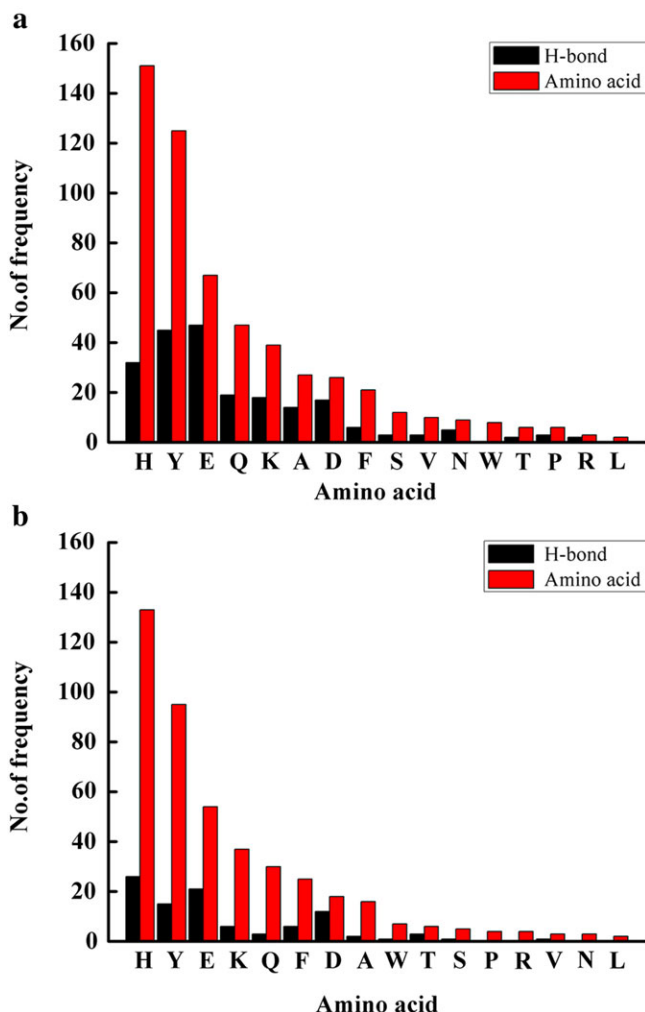 a
160
140
120
100
80
60
40
20
0
No.of frequency
H-bond
Amino acid
H Y E Q K A D F S V N W T P R L
Amino acid
b
160
140
120
100
80
60
40
20
0
No.of frequency
H-bond
Amino acid
H Y E K Q F D A W T S P R V N L
Amino acid